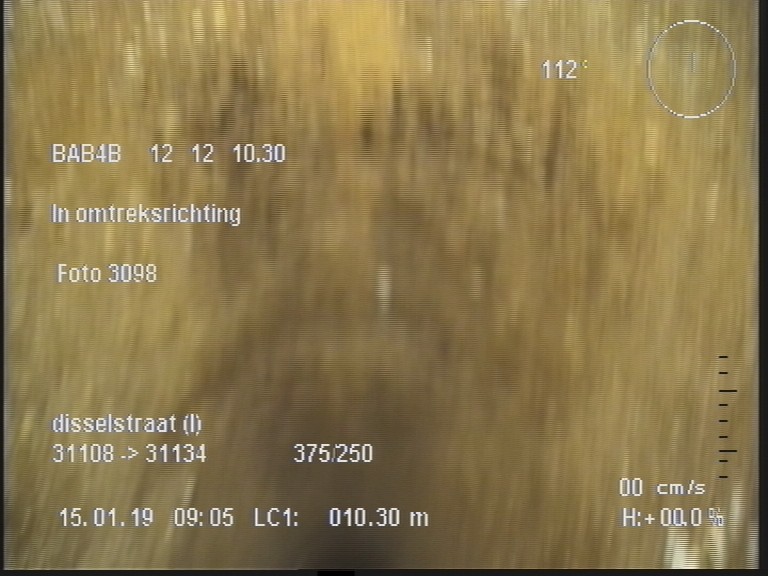 112°
BAB4B 12 12 10.30
In omtreksrichting
Foto 3098
disselstraat (l)
31108 -> 31134 375/250
00 cm/s
15.01.19 09:05 LC1: 010.30 m H:+00.0 %